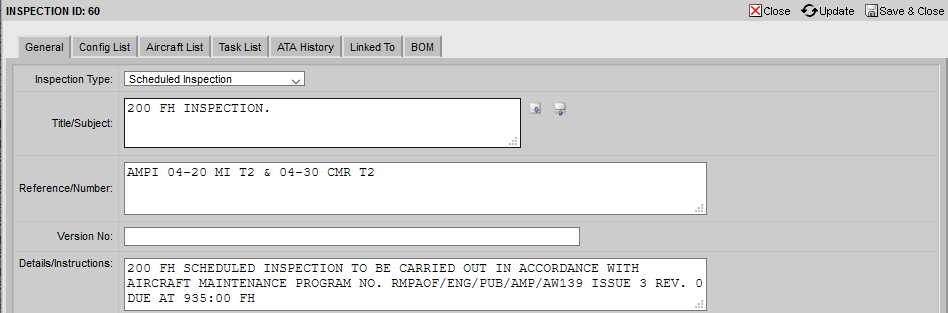 INSPECTION ID: 60
Close Update Save & Close
General Config List Aircraft List Task List ATA History Linked To BOM
Inspection Type: Scheduled Inspection
Title/Subject: 200 FH INSPECTION.
Reference/Number: AMPI 04-20 MI T2 & 04-30 CMR T2
Version No:
Details/Instructions: 200 FH SCHEDULED INSPECTION TO BE CARRIED OUT IN ACCORDANCE WITH
AIRCRAFT MAINTENANCE PROGRAM NO. RMPAOF/ENG/PUB/AMP/AW139 ISSUE 3 REV. 0
DUE AT 935:00 FH